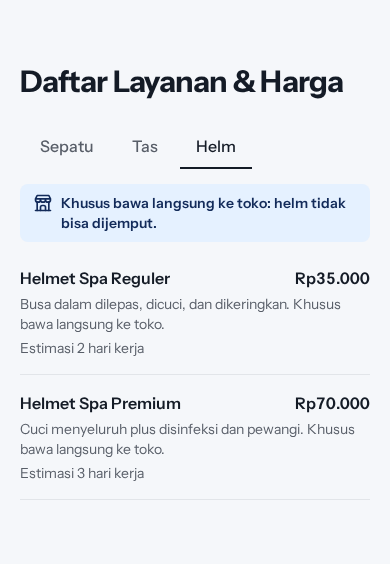 Daftar Layanan & Harga
Sepatu Tas Helm
Khusus bawa langsung ke toko: helm tidak
bisa dijemput.
Helmet Spa Reguler Rp35.000
Busa dalam dilepas, dicuci, dan dikeringkan. Khusus
bawa langsung ke toko.
Estimasi 2 hari kerja
Helmet Spa Premium Rp70.000
Cuci menyeluruh plus disinfeksi dan pewangi. Khusus
bawa langsung ke toko.
Estimasi 3 hari kerja